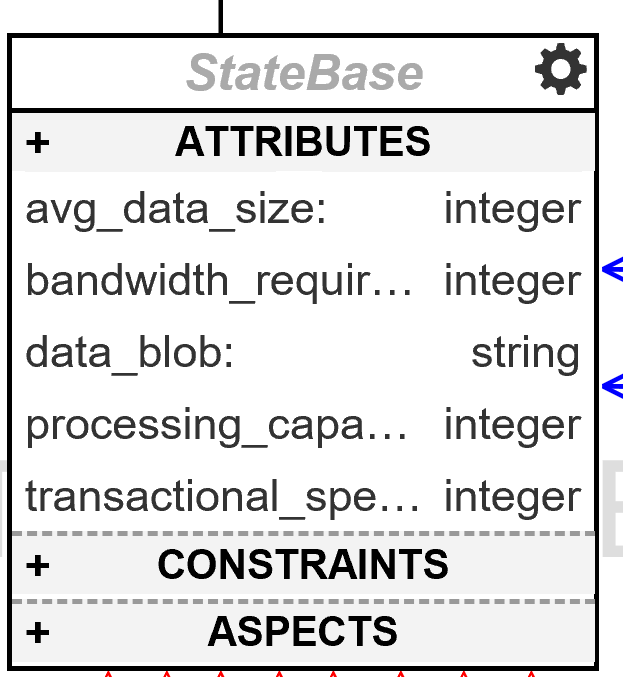 StateBase
+ ATTRIBUTES
avg_data_size: integer
bandwidth_requir... integer
data_blob: string
processing_capa... integer
transactional_spe... integer
+ CONSTRAINTS
+ ASPECTS